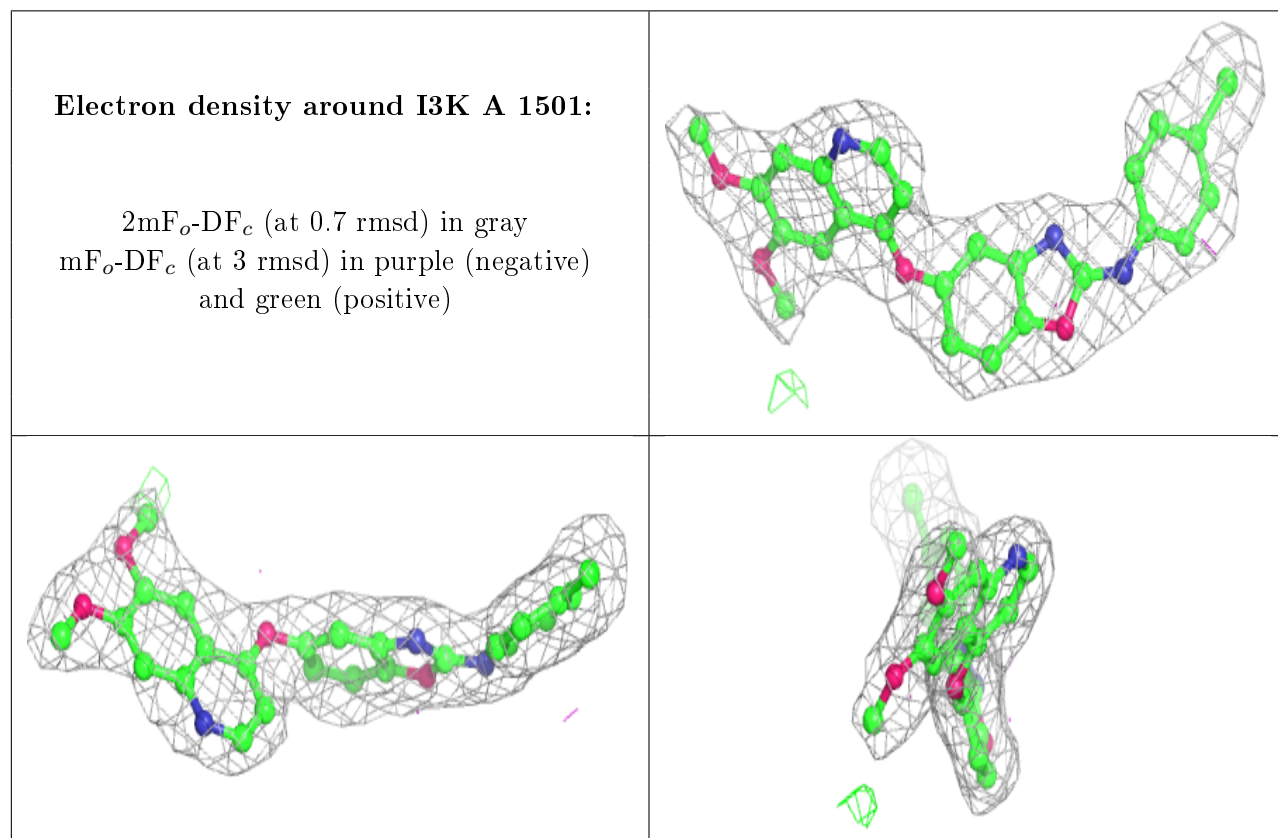 Electron density around I3K A 1501:
2mFₒ-DF𝒸 (at 0.7 rmsd) in gray
mFₒ-DF𝒸 (at 3 rmsd) in purple (negative)
and green (positive)